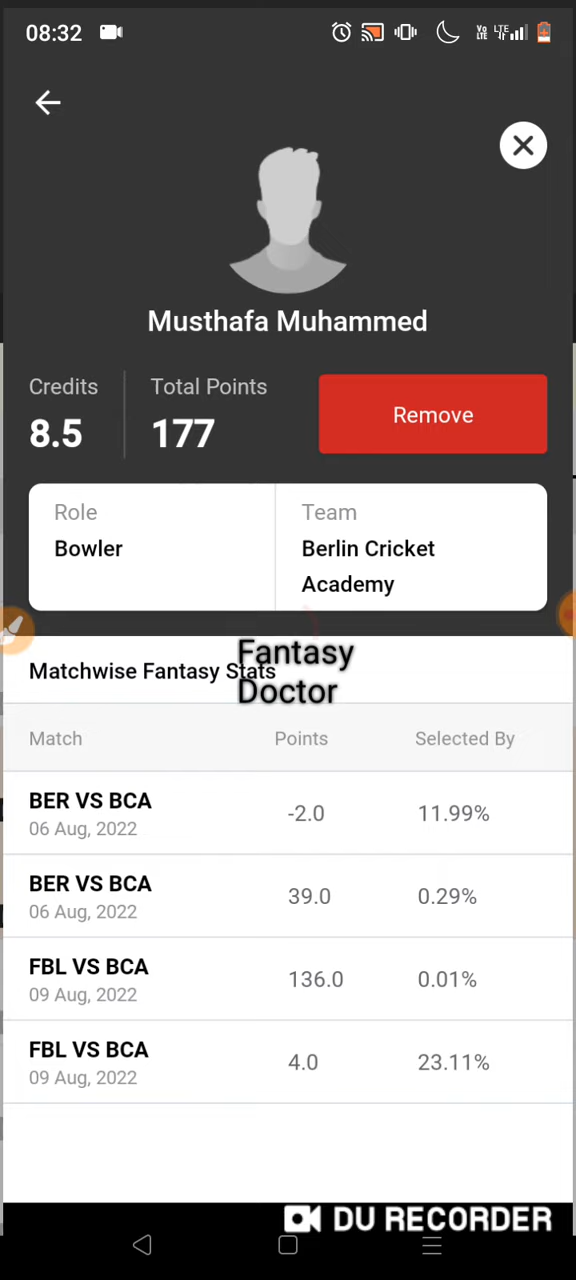 08:32
Vo LTE LTE
Musthafa Muhammed
Credits
Total Points
8.5
177
Remove
Role
Team
Bowler
Berlin Cricket
Academy
Fantasy
Doctor
Matchwise Fantasy Stats
Match
Points
Selected By
BER VS BCA
06 Aug, 2022
-2.0
11.99%
BER VS BCA
06 Aug, 2022
39.0
0.29%
FBL VS BCA
09 Aug, 2022
136.0
0.01%
FBL VS BCA
09 Aug, 2022
4.0
23.11%
DU RECORDER